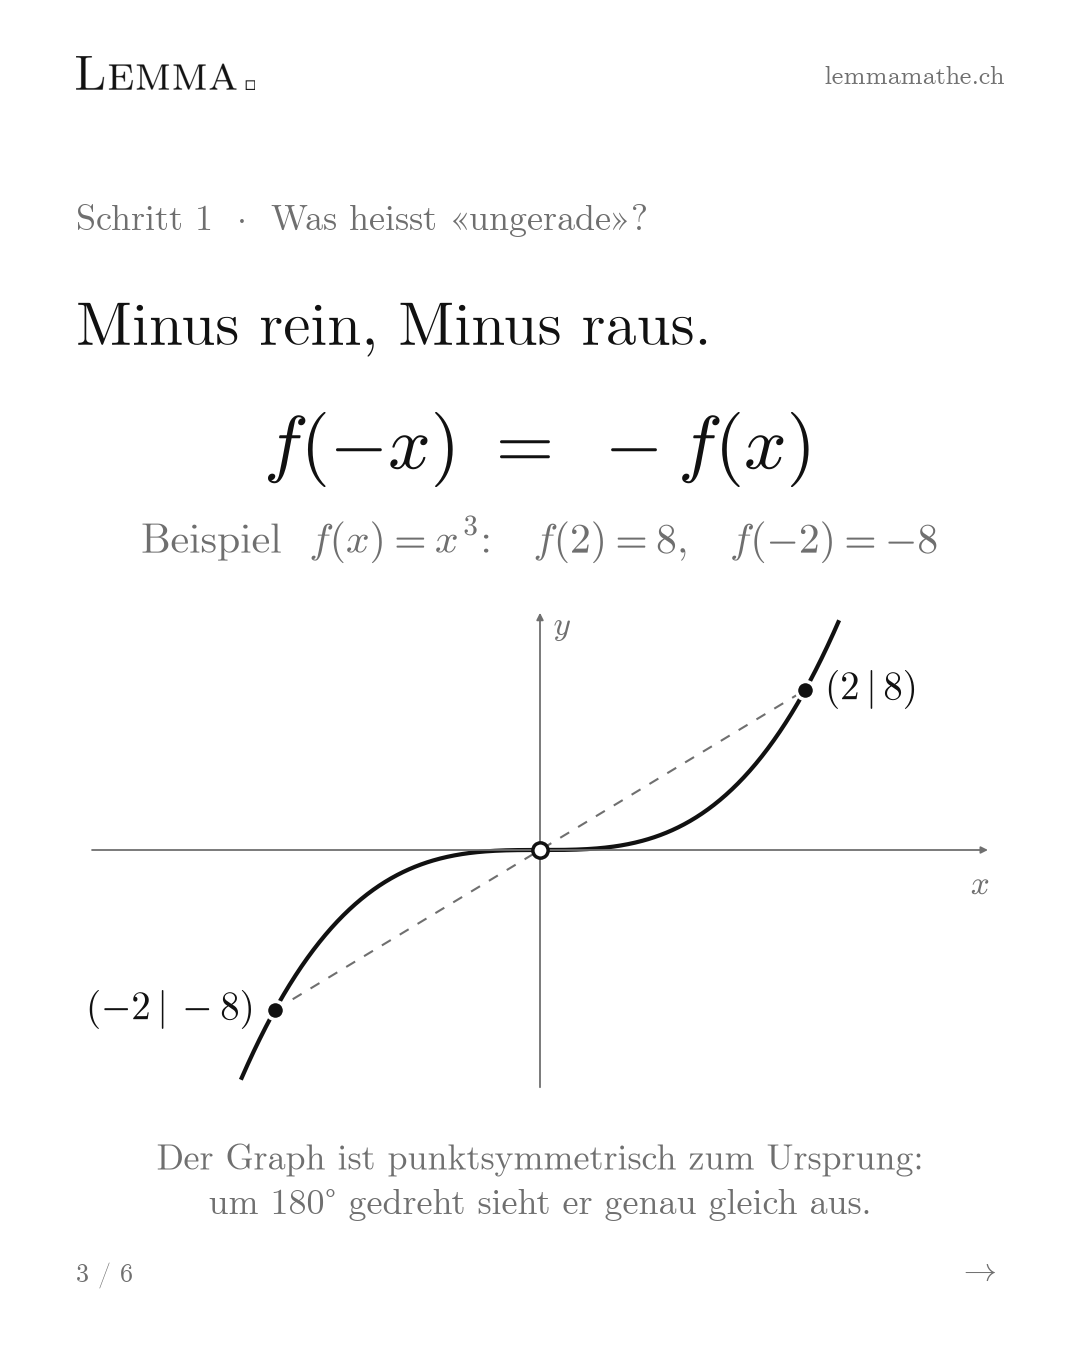 LEMMA.□
lemmamathe.ch
Schritt 1 · Was heisst «ungerade»?
Minus rein, Minus raus.
f(−x) = −f(x)
Beispiel f(x) = x³: f(2) = 8, f(−2) = −8
y
(2 | 8)
x
(−2 | − 8)
Der Graph ist punktsymmetrisch zum Ursprung:
um 180° gedreht sieht er genau gleich aus.
3 / 6
→